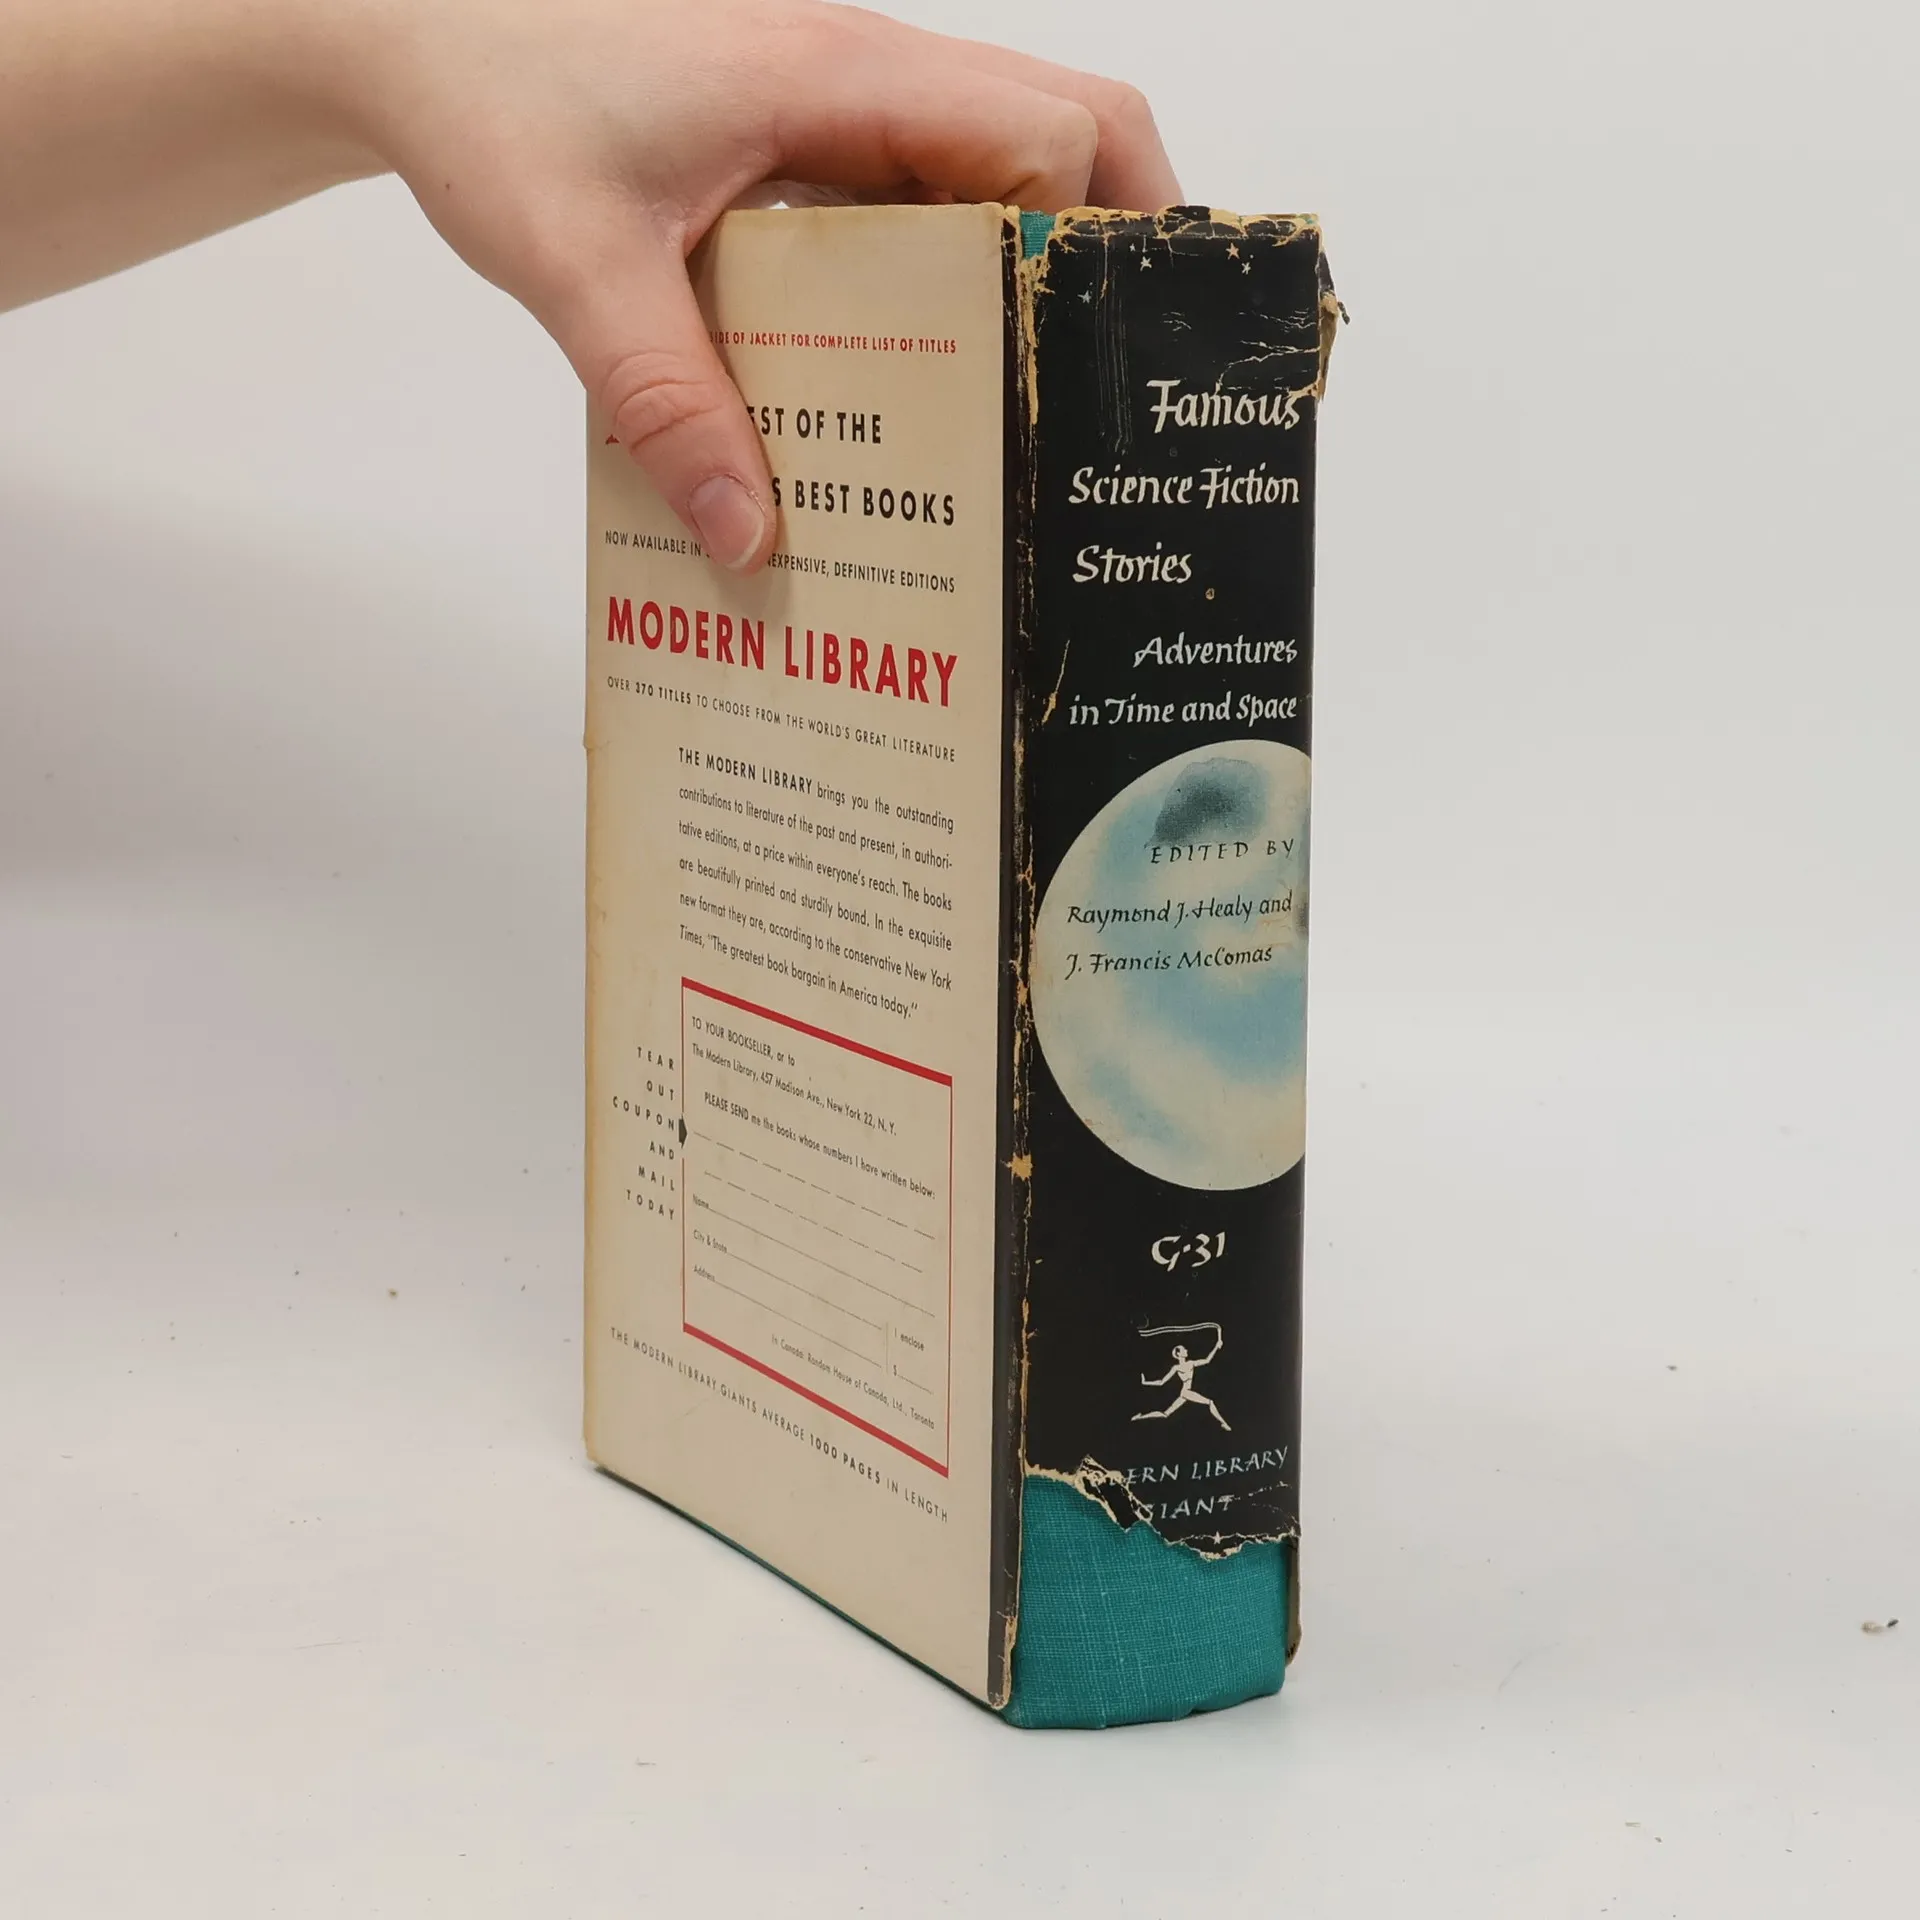 SIDE OF JACKET FOR COMPLETE LIST OF TITLES
OF THE
BEST BOOKS
NOW AVAILABLE IN INEXPENSIVE, DEFINITIVE EDITIONS
MODERN LIBRARY
OVER 370 TITLES TO CHOOSE FROM THE WORLD'S GREAT LITERATURE
THE MODERN LIBRARY brings you the outstanding
contributions to literature of the past and present, in authori-
tative editions, at a price within everyone's reach. The books
are beautifully printed and sturdily bound. In the exquisite
new format they are, according to the conservative New York
Times, "The greatest book bargain in America today."
TEAR
OUT
COUPON
AND
MAIL
TODAY
TO YOUR BOOKSELLER, or to
The Modern Library, 457 Madison Ave., New York 22, N. Y.
PLEASE SEND me the books whose numbers I have written below:
Name
City & State
Address
I enclose
$
In Canada: Random House of Canada, Ltd., Toronto
THE MODERN LIBRARY GIANTS AVERAGE 1000 PAGES IN LENGTH
Famous
Science Fiction
Stories
Adventures
in Time and Space
EDITED BY
Raymond J. Healy and
J. Francis McComas
G-31
MODERN LIBRARY
GIANT